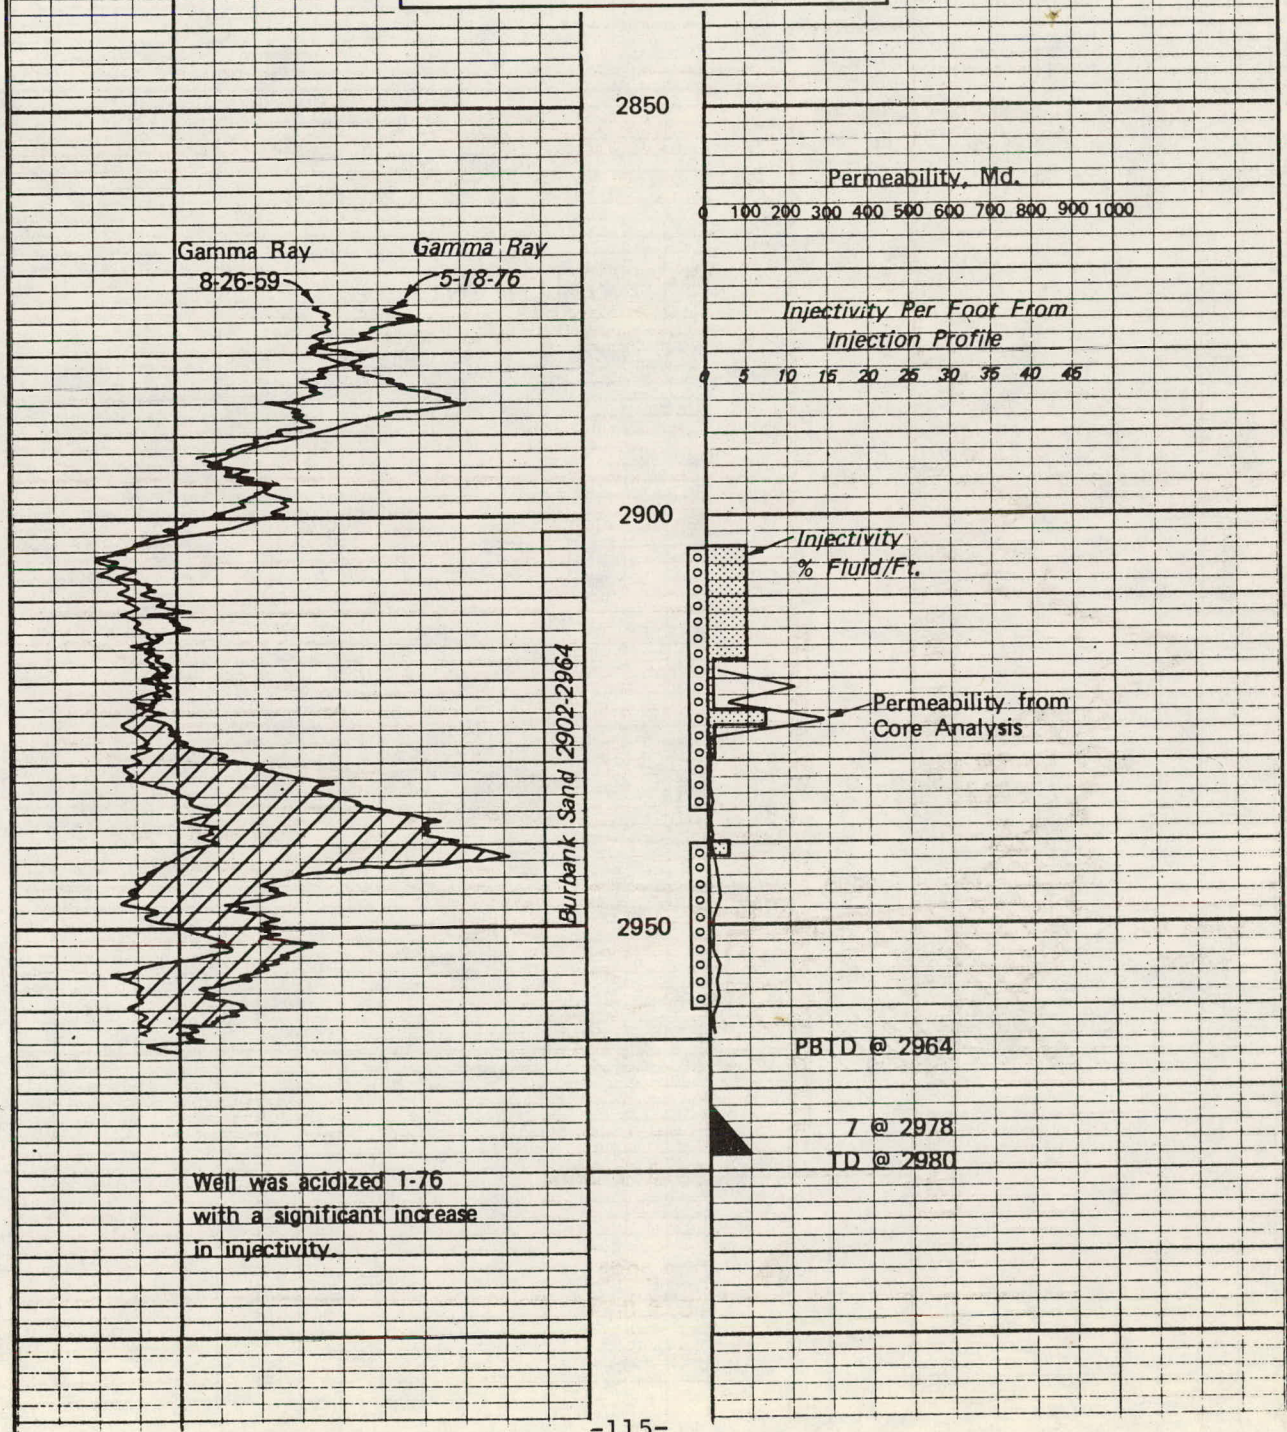 2850
Permeability, Md.
0 100 200 300 400 500 600 700 800 900 1000
Gamma Ray
8-26-59
Gamma Ray
5-18-76
Injectivity Per Foot From
Injection Profile
0 5 10 15 20 25 30 35 40 45
2900
Injectivity
% Fluid/Ft.
Burbank Sand 2902-2964
Permeability from
Core Analysis
2950
PBTD @ 2964
7 @ 2978
TD @ 2980
Well was acidized 1-76
with a significant increase
in injectivity.
-115-